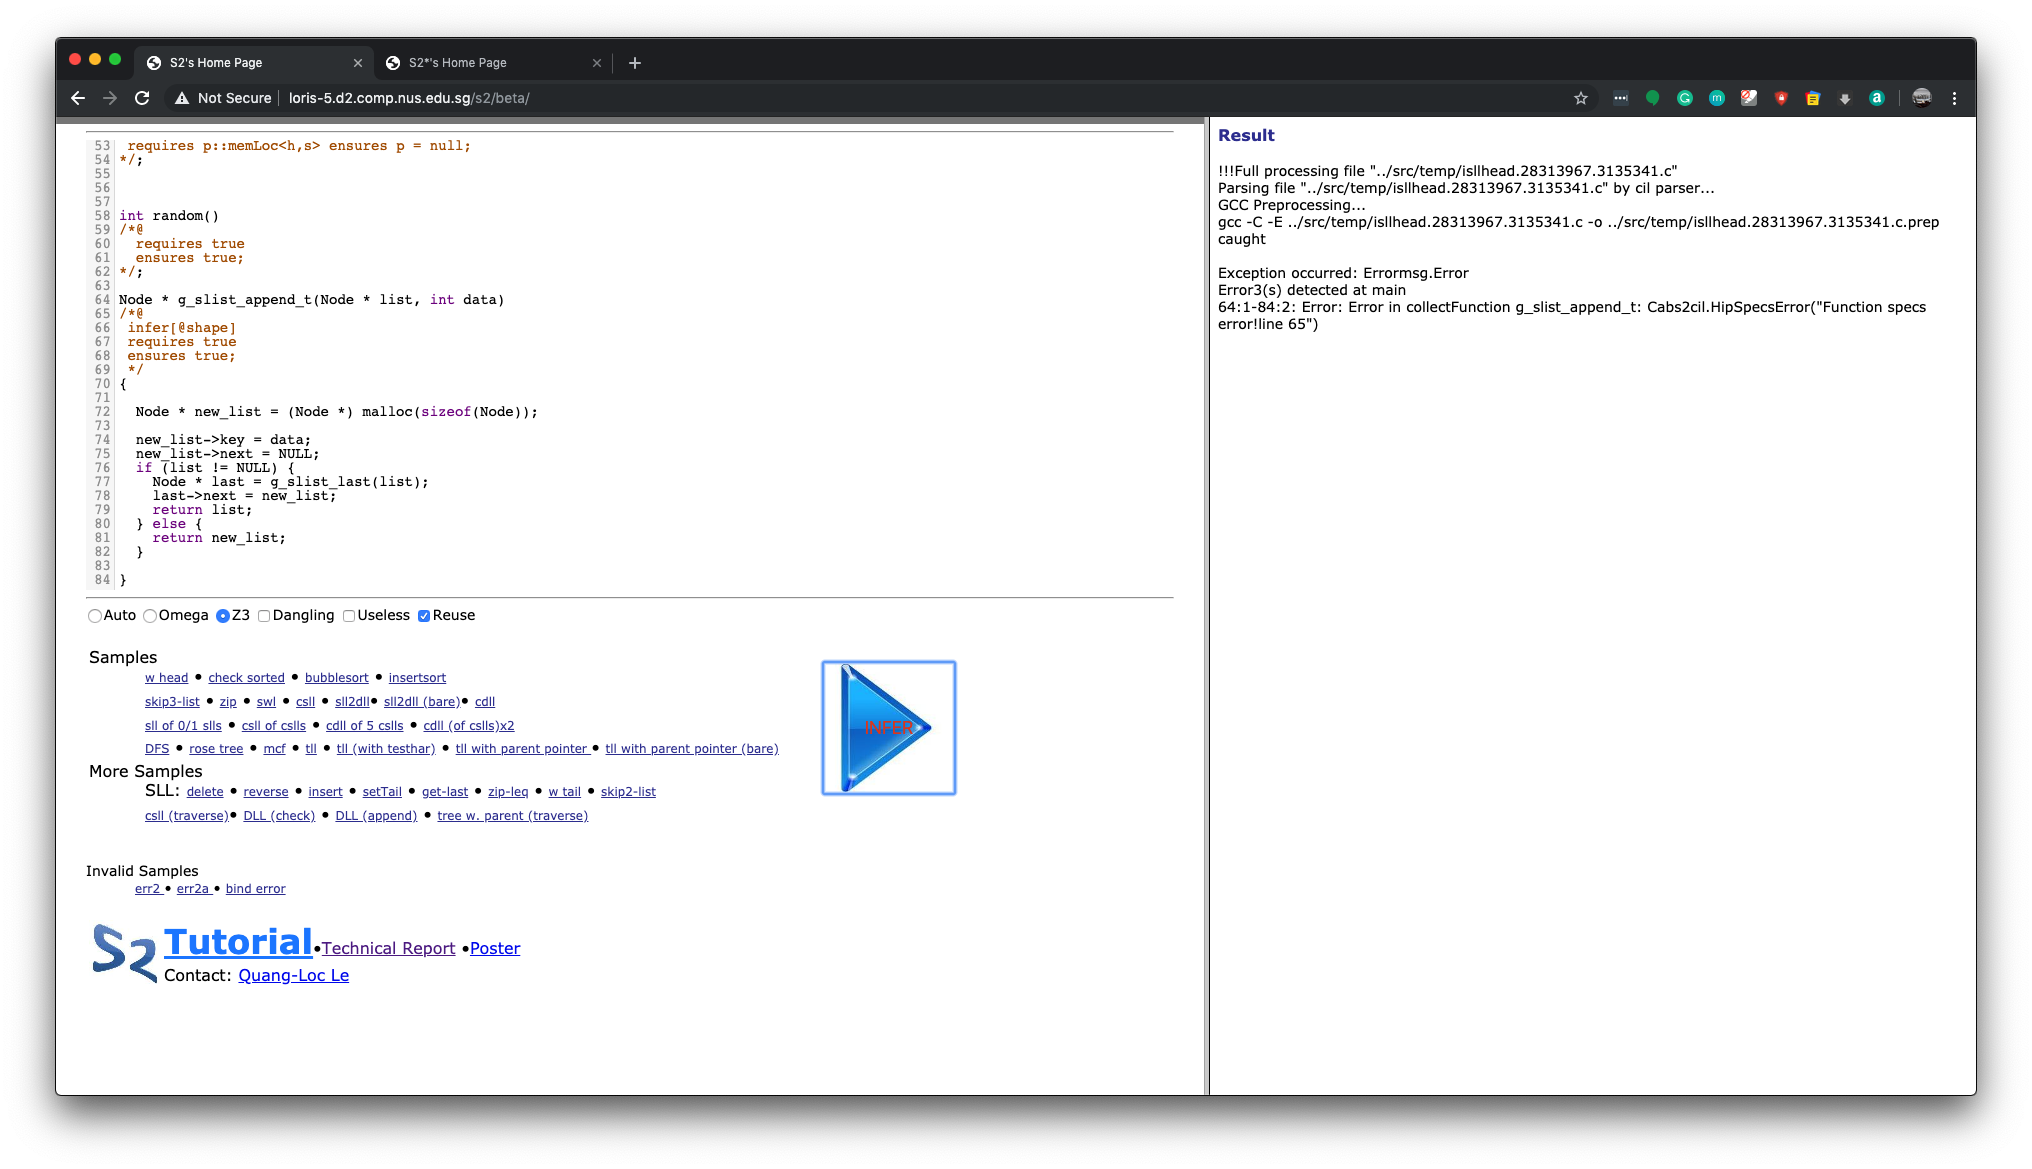 S2's Home Page
S2*'s Home Page
Not Secure loris-5.d2.comp.nus.edu.sg/s2/beta/
53 requires p::memLoc<h,s> ensures p = null;
54 */;
55
56
57
58 int random()
59 /*@
60 requires true
61 ensures true;
62 */;
63
64 Node * g_slist_append_t(Node * list, int data)
65 /*@
66 infer[@shape]
67 requires true
68 ensures true;
69 */
70 {
71
72 Node * new_list = (Node *) malloc(sizeof(Node));
73
74 new_list->key = data;
75 new_list->next = NULL;
76 if (list != NULL) {
77 Node * last = g_slist_last(list);
78 last->next = new_list;
79 return list;
80 } else {
81 return new_list;
82 }
83
84 }
Auto Omega Z3 Dangling Useless Reuse
Samples
w head • check sorted • bubblesort • insertsort
skip3-list • zip • swl • csll • sll2dll• sll2dll (bare)• cdll
sll of 0/1 slls • csll of cslls • cdll of 5 cslls • cdll (of cslls)x2
DFS • rose tree • mcf • tll • tll (with testhar) • tll with parent pointer • tll with parent pointer (bare)
More Samples
SLL: delete • reverse • insert • setTail • get-last • zip-leq • w tail • skip2-list
csll (traverse)• DLL (check) • DLL (append) • tree w. parent (traverse)
INFER
Invalid Samples
err2 • err2a • bind error
S2 Tutorial•Technical Report •Poster
Contact: Quang-Loc Le
Result
!!!Full processing file "../src/temp/isllhead.28313967.3135341.c"
Parsing file "../src/temp/isllhead.28313967.3135341.c" by cil parser...
GCC Preprocessing...
gcc -C -E ../src/temp/isllhead.28313967.3135341.c -o ../src/temp/isllhead.28313967.3135341.c.prep
caught
Exception occurred: Errormsg.Error
Error3(s) detected at main
64:1-84:2: Error: Error in collectFunction g_slist_append_t: Cabs2cil.HipSpecsError("Function specs
error!line 65")